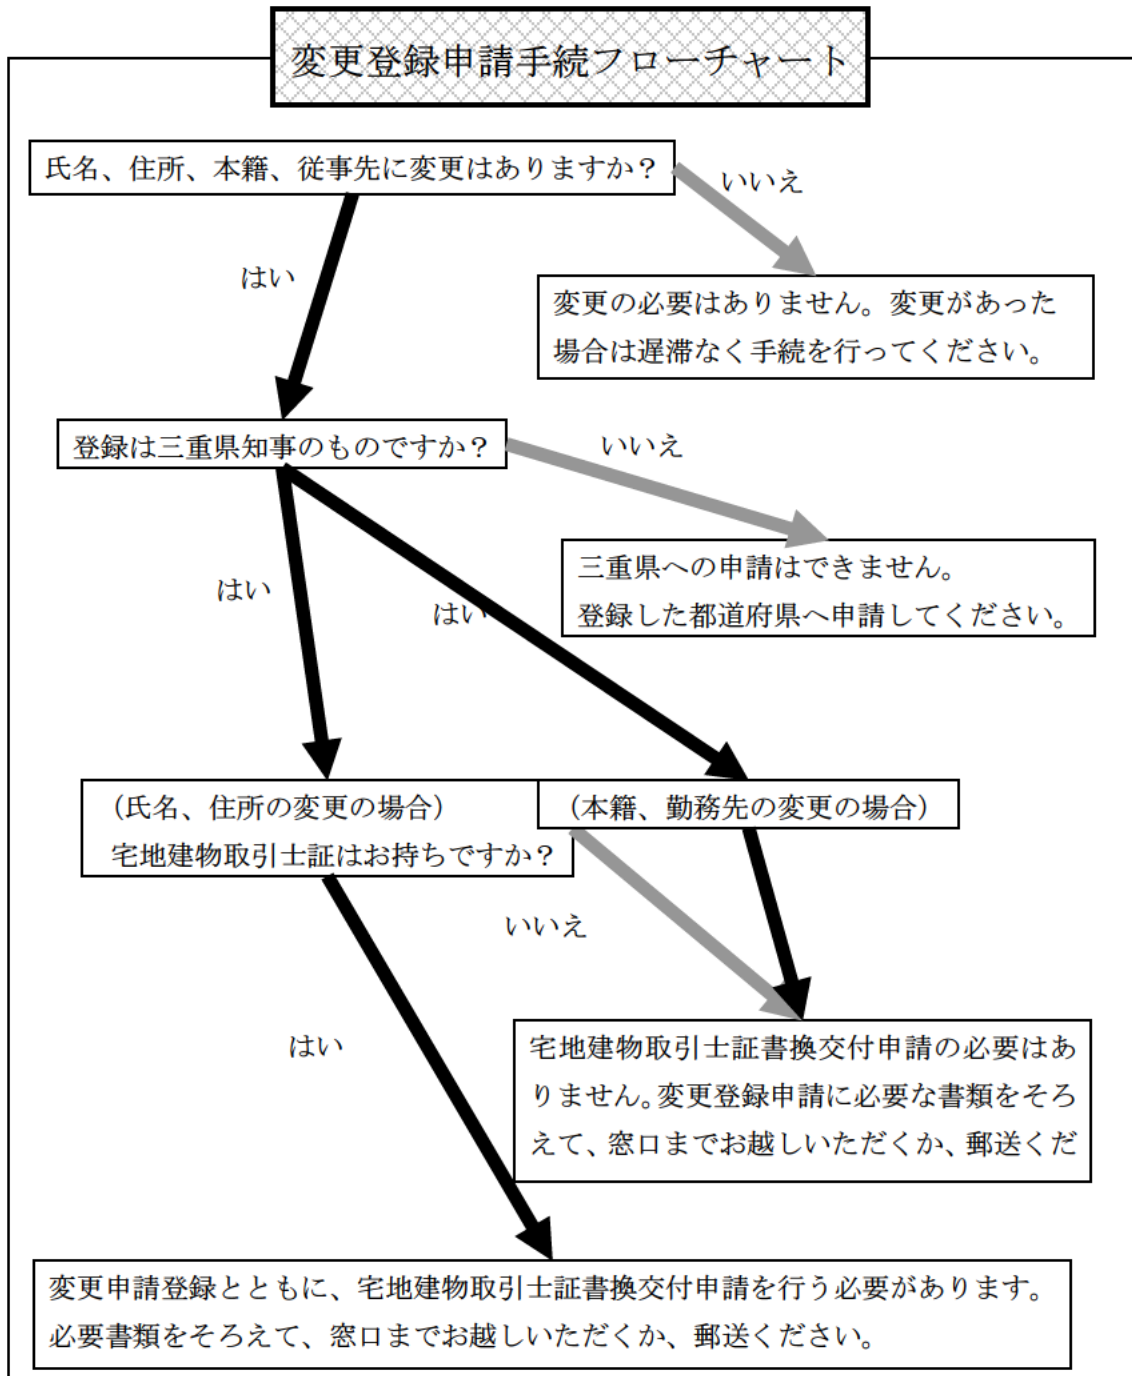 変更登録申請手続フローチャート
氏名、住所、本籍、従事先に変更はありますか？
いいえ
はい
変更の必要はありません。変更があった
場合は遅滞なく手続を行ってください。
登録は三重県知事のものですか？
いいえ
三重県への申請はできません。
登録した都道府県へ申請してください。
はい
はい
（氏名、住所の変更の場合）
宅地建物取引士証はお持ちですか？
（本籍、勤務先の変更の場合）
いいえ
はい
宅地建物取引士証書換交付申請の必要はあ
りません。変更登録申請に必要な書類をそろ
えて、窓口までお越しいただくか、郵送くだ
変更申請登録とともに、宅地建物取引士証書換交付申請を行う必要があります。
必要書類をそろえて、窓口までお越しいただくか、郵送ください。